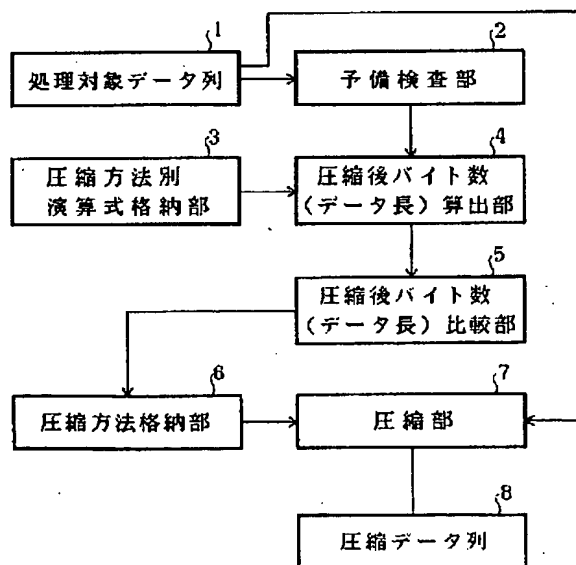 1
処理対象データ列
2
予備検査部
3
圧縮方法別
演算式格納部
4
圧縮後バイト数
(データ長)算出部
5
圧縮後バイト数
(データ長)比較部
6
圧縮方法格納部
7
圧縮部
8
圧縮データ列